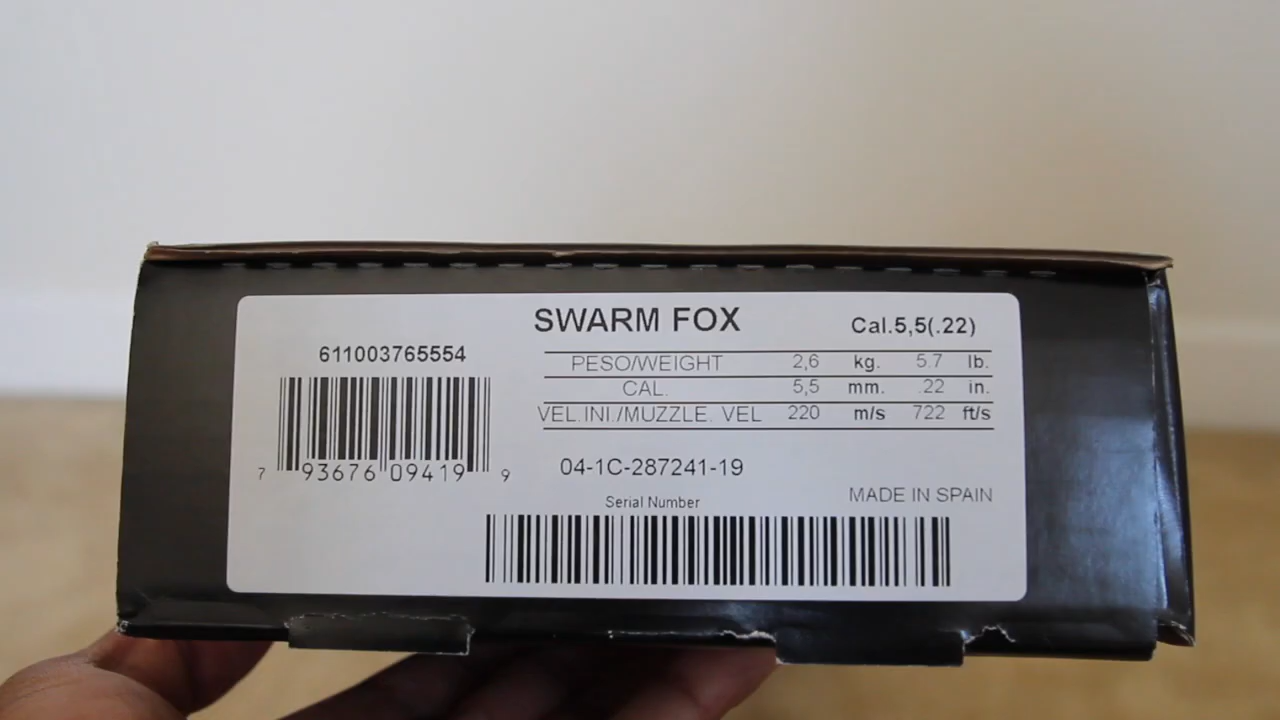 SWARM FOX
Cal.5,5(.22)
611003765554
PESO/WEIGHT 2,6 kg. 5.7 lb.
CAL. 5,5 mm. .22 in.
VEL.INI./MUZZLE. VEL 220 m/s 722 ft/s
7 93676 09419 9
04-1C-287241-19
Serial Number
MADE IN SPAIN